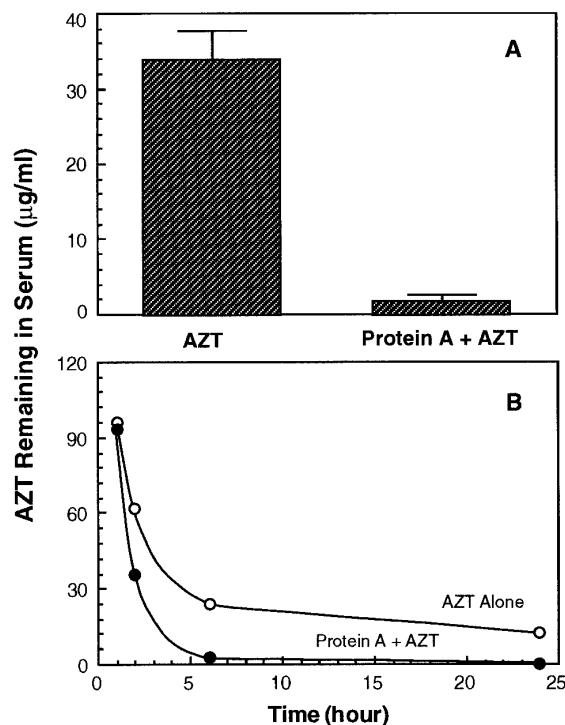 AZT Remaining in Serum (μg/ml)
40
30
20
10
0
A
AZT
Protein A + AZT
120
90
60
30
0
B
AZT Alone
Protein A + AZT
0
5
10
15
20
25
Time (hour)